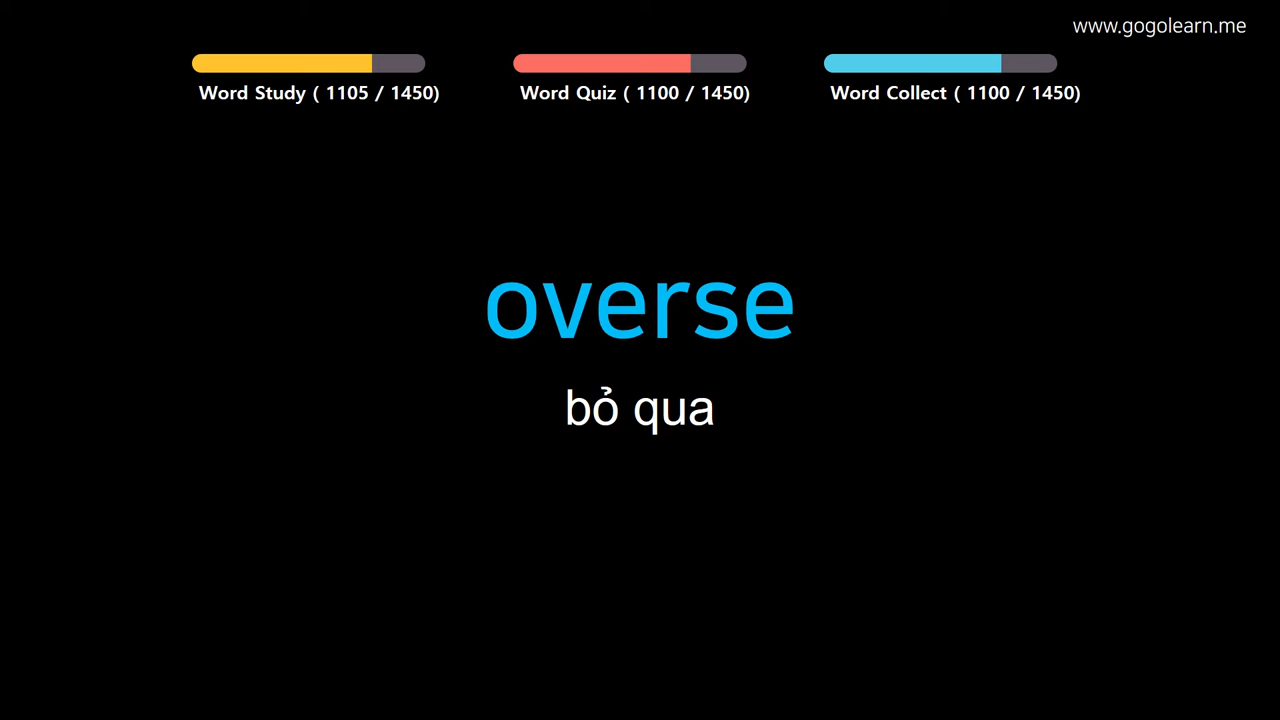 www.gogolearn.me
Word Study ( 1105 / 1450)
Word Quiz ( 1100 / 1450)
Word Collect ( 1100 / 1450)
overse
bỏ qua